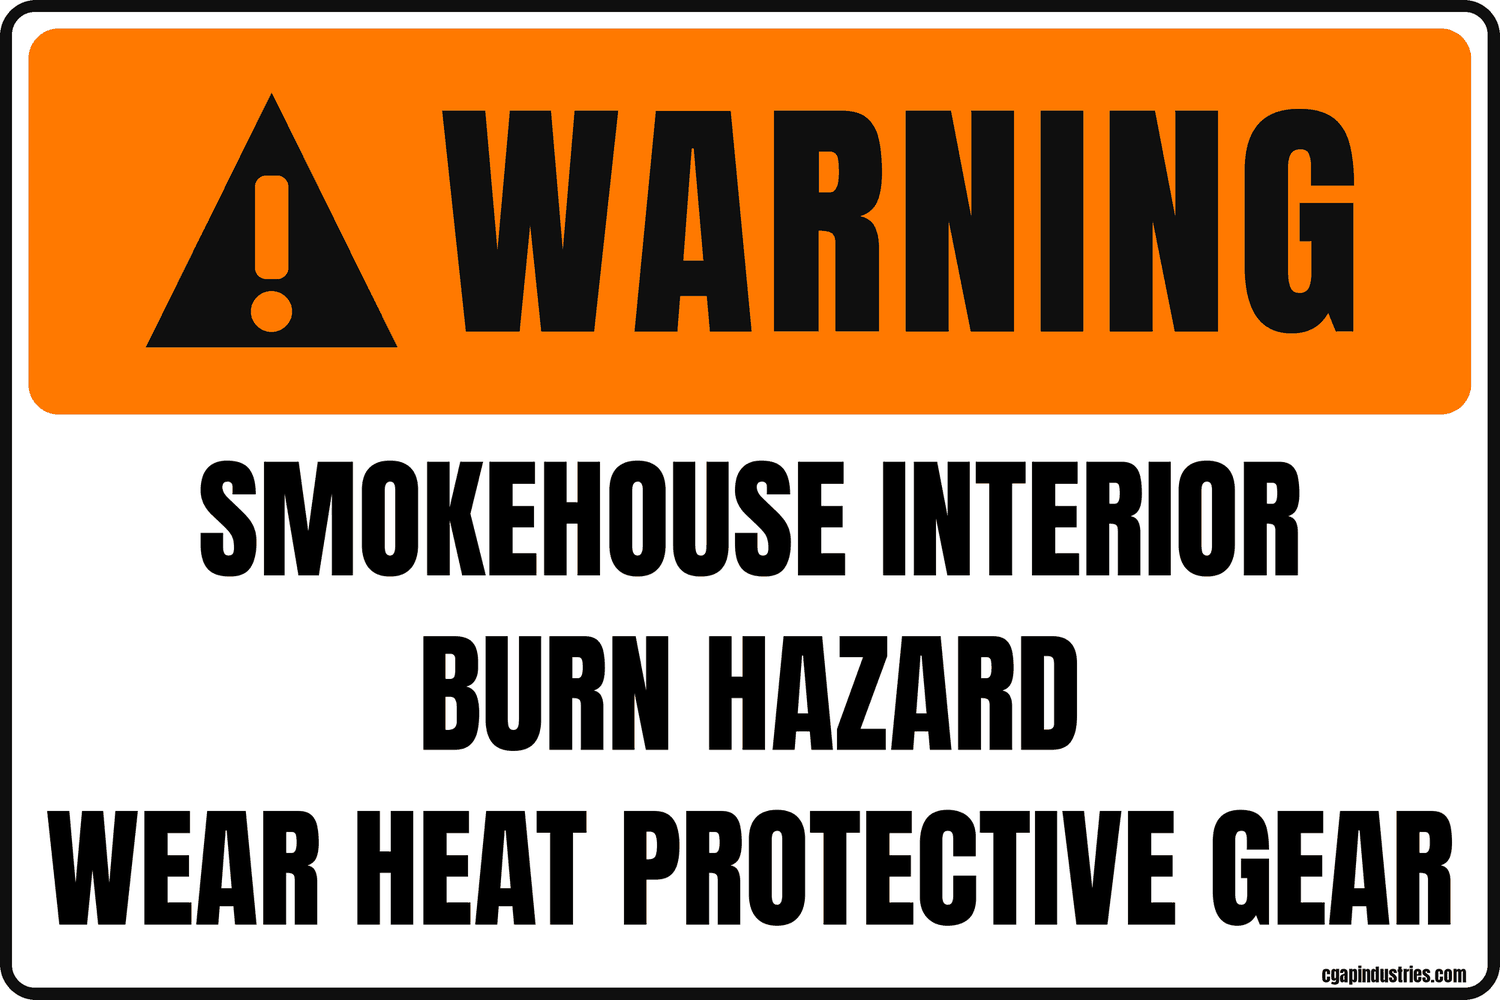 WARNING
SMOKEHOUSE INTERIOR
BURN HAZARD
WEAR HEAT PROTECTIVE GEAR
cgapindustries.com